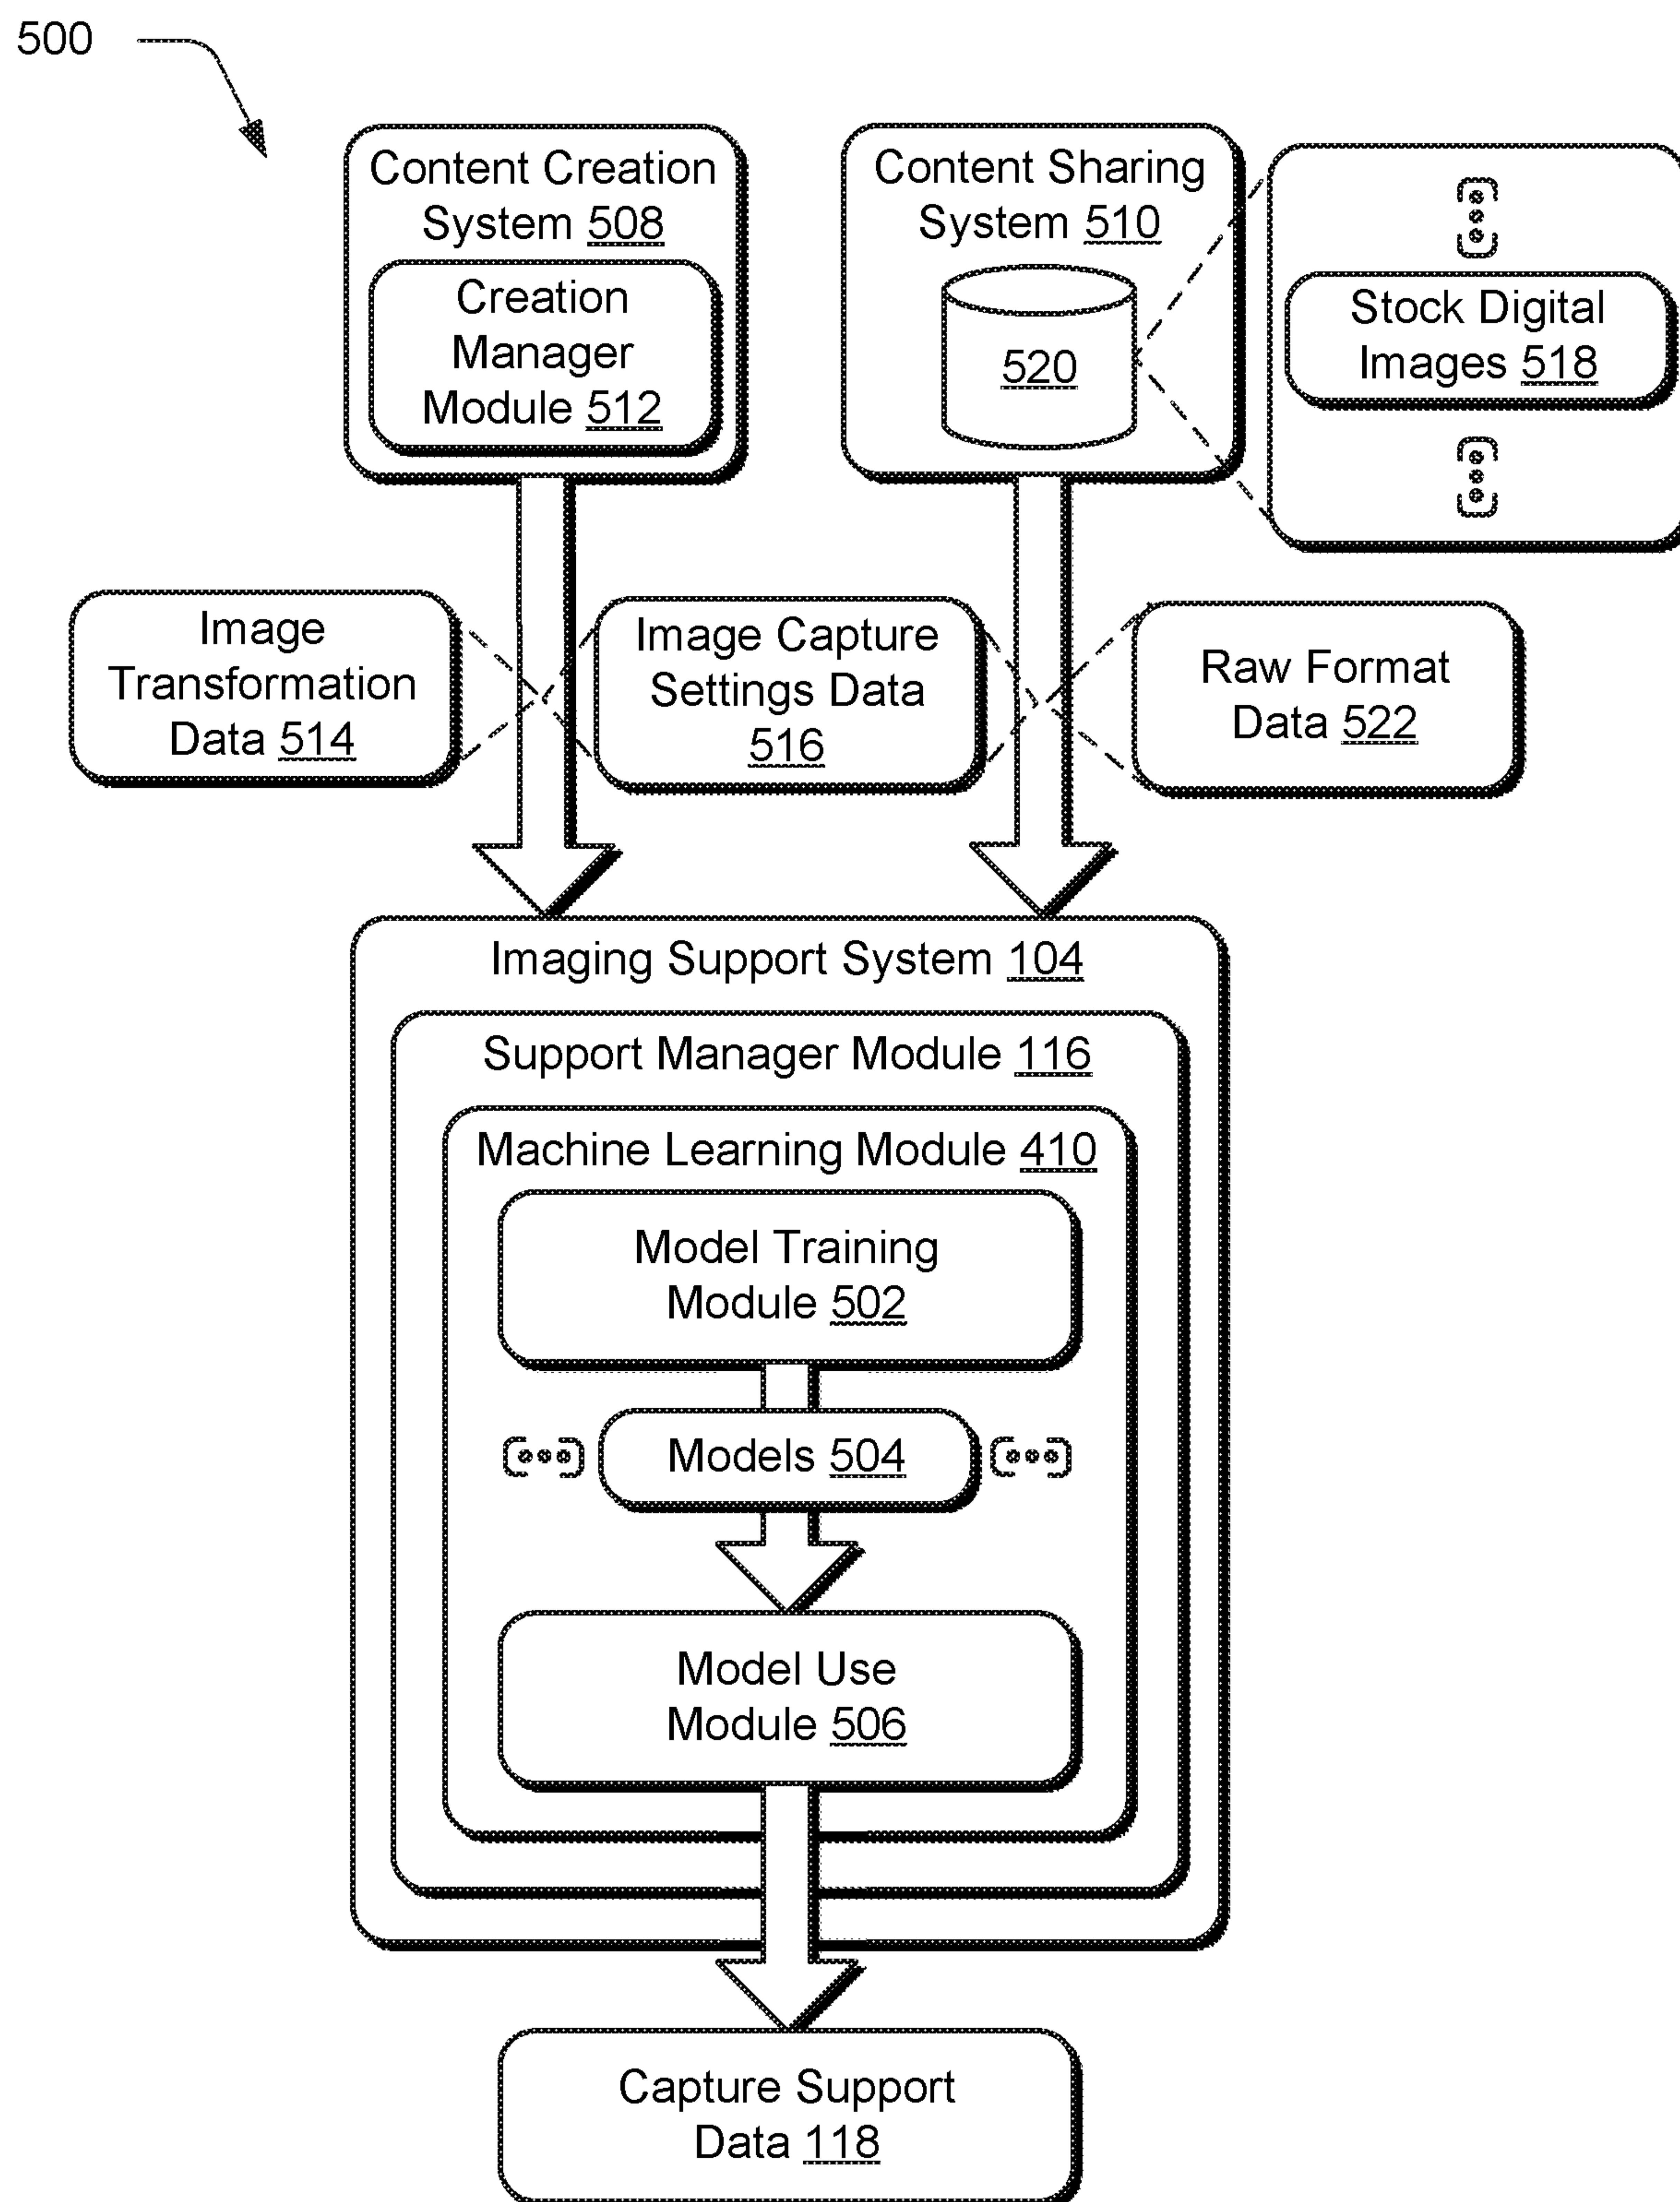 500
Content Creation
System 508
Creation
Manager
Module 512
Content Sharing
System 510
520
Stock Digital
Images 518
Image
Transformation
Data 514
Image Capture
Settings Data
516
Raw Format
Data 522
Imaging Support System 104
Support Manager Module 116
Machine Learning Module 410
Model Training
Module 502
Models 504
Model Use
Module 506
Capture Support
Data 118